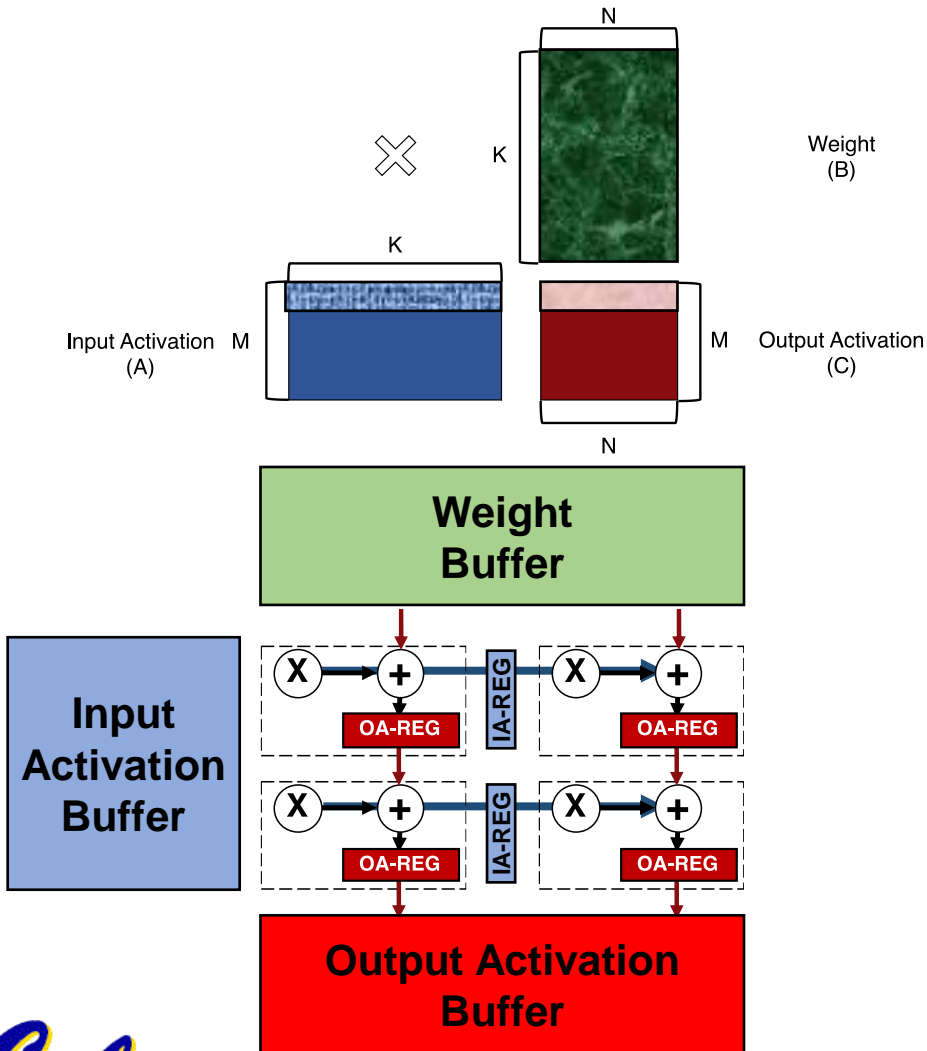 N
K
Weight
(B)
K
Input Activation
(A)
M
M
Output Activation
(C)
N
Weight
Buffer
Input
Activation
Buffer
X
+
IA-REG
X
+
OA-REG
OA-REG
X
+
IA-REG
X
+
OA-REG
OA-REG
Output Activation
Buffer